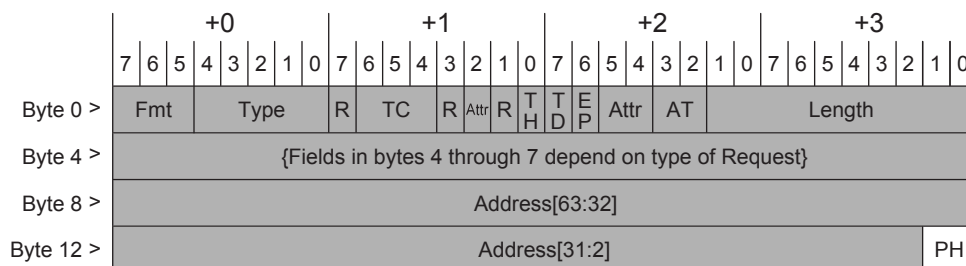 +0 +1 +2 +3
7 6 5 4 3 2 1 0 7 6 5 4 3 2 1 0 7 6 5 4 3 2 1 0 7 6 5 4 3 2 1 0
Byte 0 > Fmt Type R TC R Attr R TH TD EP Attr AT Length
Byte 4 > {Fields in bytes 4 through 7 depend on type of Request}
Byte 8 > Address[63:32]
Byte 12 > Address[31:2] PH